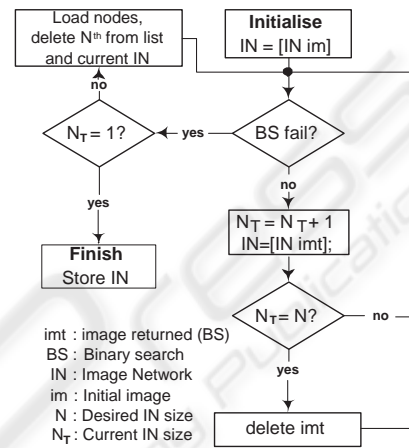 Load nodes,
delete Nth from list
and current IN
Initialise
IN = [IN im]
no
NT = 1?
yes
BS fail?
yes
no
Finish
Store IN
NT = NT + 1
IN=[IN imt];
NT = N?
no
yes
delete imt
imt : image returned (BS)
BS : Binary search
IN : Image Network
im : Initial image
N : Desired IN size
NT : Current IN size